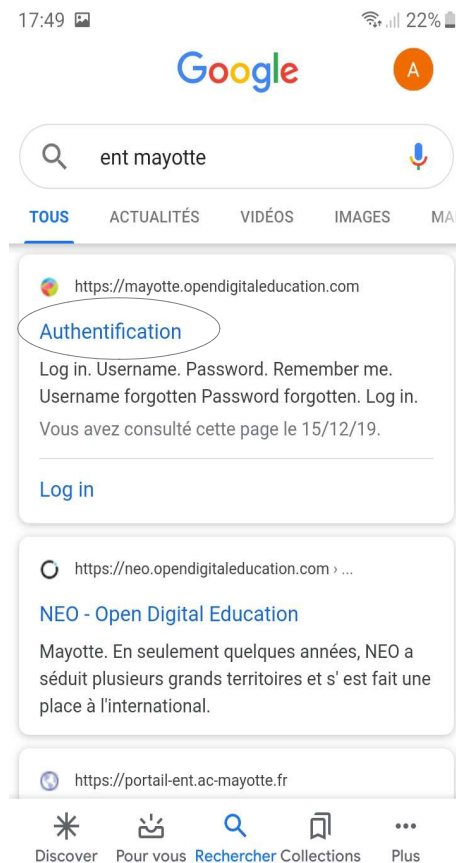 17:49 22%
Google
A
ent mayotte
TOUS ACTUALITÉS VIDÉOS IMAGES MA
https://mayotte.opendigitaleducation.com
Authentification
Log in. Username. Password. Remember me.
Username forgotten Password forgotten. Log in.
Vous avez consulté cette page le 15/12/19.
Log in
https://neo.opendigitaleducation.com › ...
NEO - Open Digital Education
Mayotte. En seulement quelques années, NEO a
séduit plusieurs grands territoires et s' est fait une
place à l'international.
https://portail-ent.ac-mayotte.fr
Discover Pour vous Rechercher Collections Plus